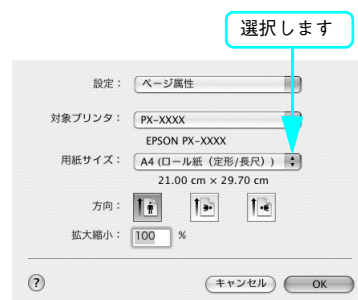 選択します
設定： ページ属性
対象プリンタ： PX-XXXX
EPSON PX-XXXX
用紙サイズ： A4 (ロール紙（定形/長尺）)
21.00 cm × 29.70 cm
方向：
拡大縮小： 100 %
? キャンセル OK